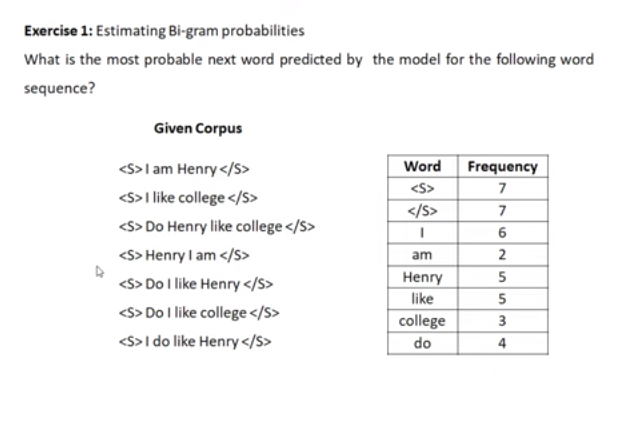 Exercise 1: Estimating Bi-gram probabilities
What is the most probable next word predicted by the model for the following word
sequence?
Given Corpus
<S> I am Henry </S>
<S> I like college </S>
<S> Do Henry like college </S>
<S> Henry I am </S>
<S> Do I like Henry </S>
<S> Do I like college </S>
<S> I do like Henry </S>
Word Frequency
<S> 7
</S> 7
I 6
am 2
Henry 5
like 5
college 3
do 4